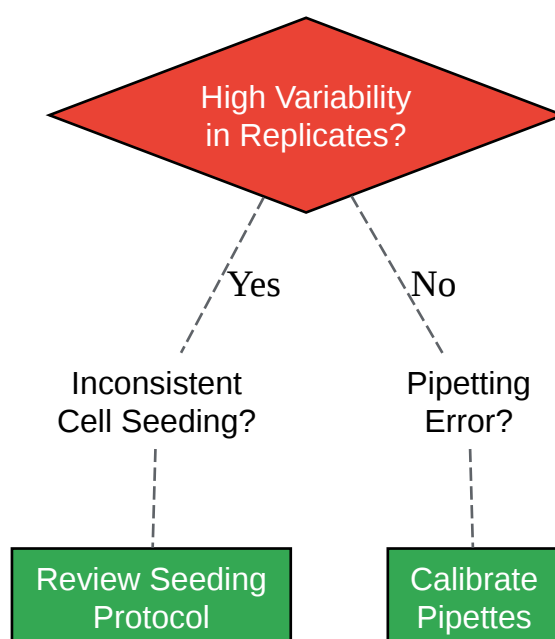 High Variability
in Replicates?
Yes
No
Inconsistent
Cell Seeding?
Pipetting
Error?
Review Seeding
Protocol
Calibrate
Pipettes